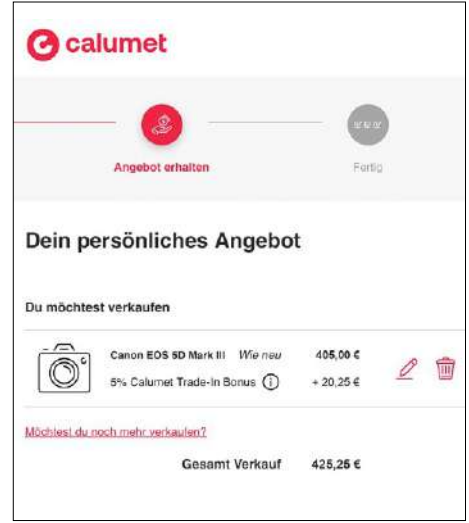 calumet
Angebot erhalten
Fertig
Dein persönliches Angebot
Du möchtest verkaufen
Canon EOS 5D Mark III Wie neu 405,00 €
5% Calumet Trade-In Bonus i + 20,25 €
Möchtest du noch mehr verkaufen?
Gesamt Verkauf 425,25 €